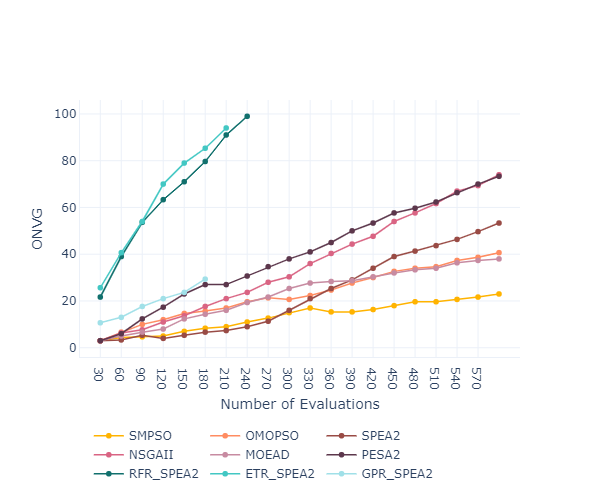 100
80
60
40
20
0
ONVG
30 60 90 120 150 180 210 240 270 300 330 360 390 420 450 480 510 540 570
Number of Evaluations
SMPSO OMOPSO SPEA2
NSGAII MOEAD PESA2
RFR_SPEA2 ETR_SPEA2 GPR_SPEA2